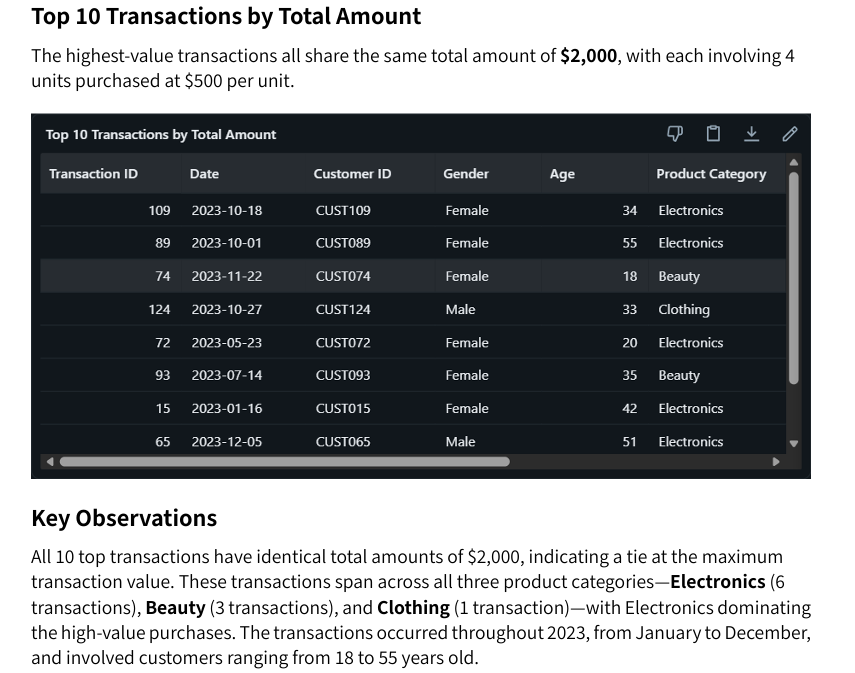 Top 10 Transactions by Total Amount
The highest-value transactions all share the same total amount of $2,000, with each involving 4
units purchased at $500 per unit.
Top 10 Transactions by Total Amount
Transaction ID Date Customer ID Gender Age Product Category
109 2023-10-18 CUST109 Female 34 Electronics
89 2023-10-01 CUST089 Female 55 Electronics
74 2023-11-22 CUST074 Female 18 Beauty
124 2023-10-27 CUST124 Male 33 Clothing
72 2023-05-23 CUST072 Female 20 Electronics
93 2023-07-14 CUST093 Female 35 Beauty
15 2023-01-16 CUST015 Female 42 Electronics
65 2023-12-05 CUST065 Male 51 Electronics
Key Observations
All 10 top transactions have identical total amounts of $2,000, indicating a tie at the maximum
transaction value. These transactions span across all three product categories—Electronics (6
transactions), Beauty (3 transactions), and Clothing (1 transaction)—with Electronics dominating
the high-value purchases. The transactions occurred throughout 2023, from January to December,
and involved customers ranging from 18 to 55 years old.